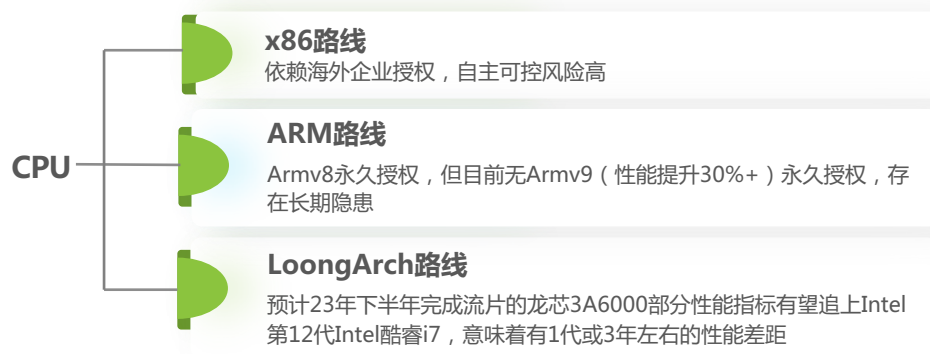 x86路线
依赖海外企业授权，自主可控风险高
ARM路线
CPU
Armv8永久授权，但目前无Armv9（性能提升30%+）永久授权，存
在长期隐患
LoongArch路线
预计23年下半年完成流片的龙芯3A6000部分性能指标有望追上Intel
第12代Intel酷睿i7，意味着有1代或3年左右的性能差距